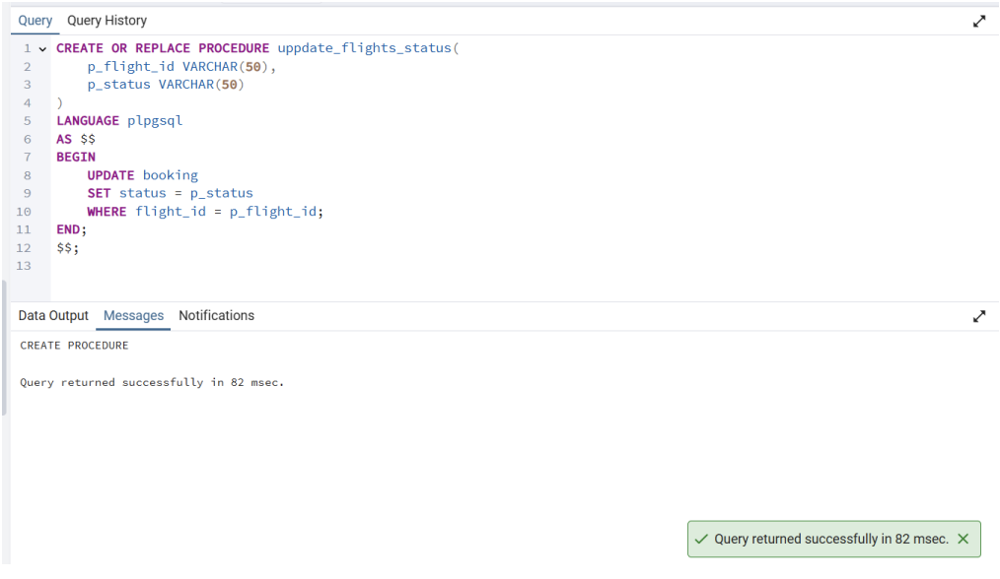 Query Query History
1 CREATE OR REPLACE PROCEDURE uppdate_flights_status(
2 p_flight_id VARCHAR(50),
3 p_status VARCHAR(50)
4 )
5 LANGUAGE plpgsql
6 AS $$
7 BEGIN
8 UPDATE booking
9 SET status = p_status
10 WHERE flight_id = p_flight_id;
11 END;
12 $$;
13
Data Output Messages Notifications
CREATE PROCEDURE
Query returned successfully in 82 msec.
Query returned successfully in 82 msec.